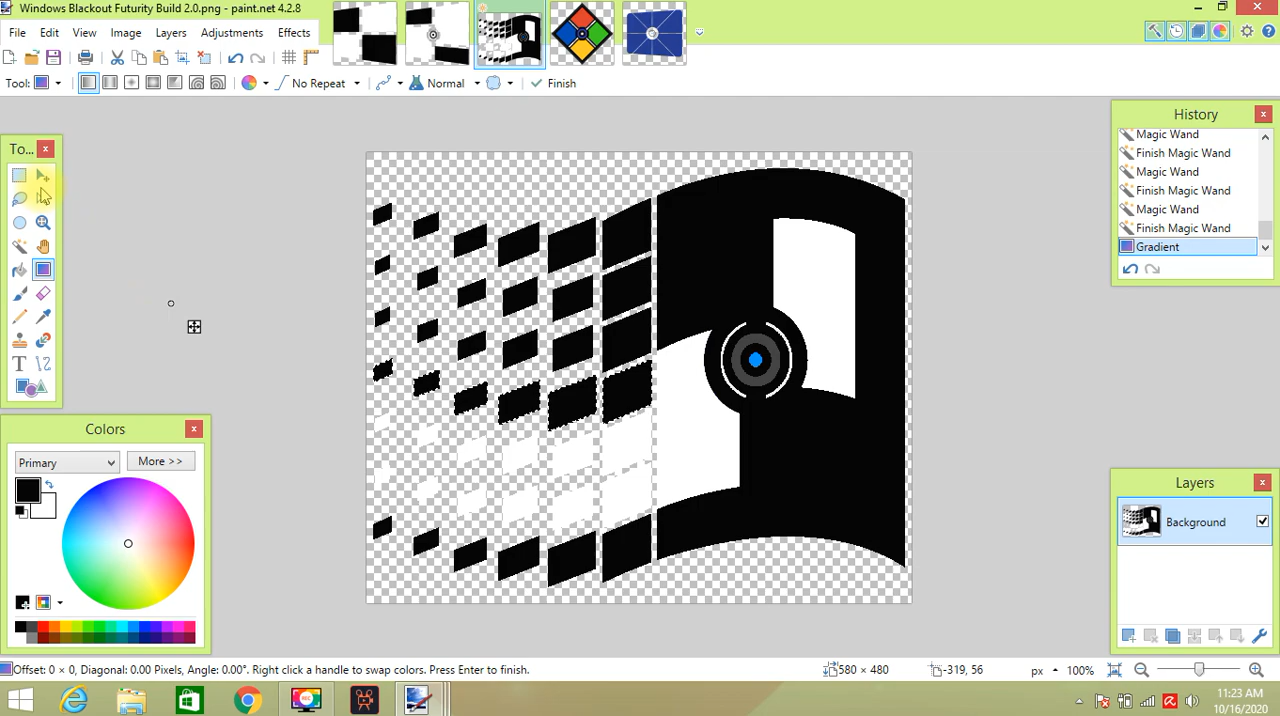 Windows Blackout Futurity Build 2.0.png - paint.net 4.2.8
File Edit View Image Layers Adjustments Effects
Tool: No Repeat Normal Finish
To...
History
Magic Wand
Finish Magic Wand
Magic Wand
Finish Magic Wand
Magic Wand
Finish Magic Wand
Gradient
Colors
Primary More >>
Layers
Background
Offset: 0 × 0, Diagonal: 0.00 Pixels, Angle: 0.00°. Right click a handle to swap colors. Press Enter to finish. 580 × 480 -319, 56 px 100%
11:23 AM
10/16/2020